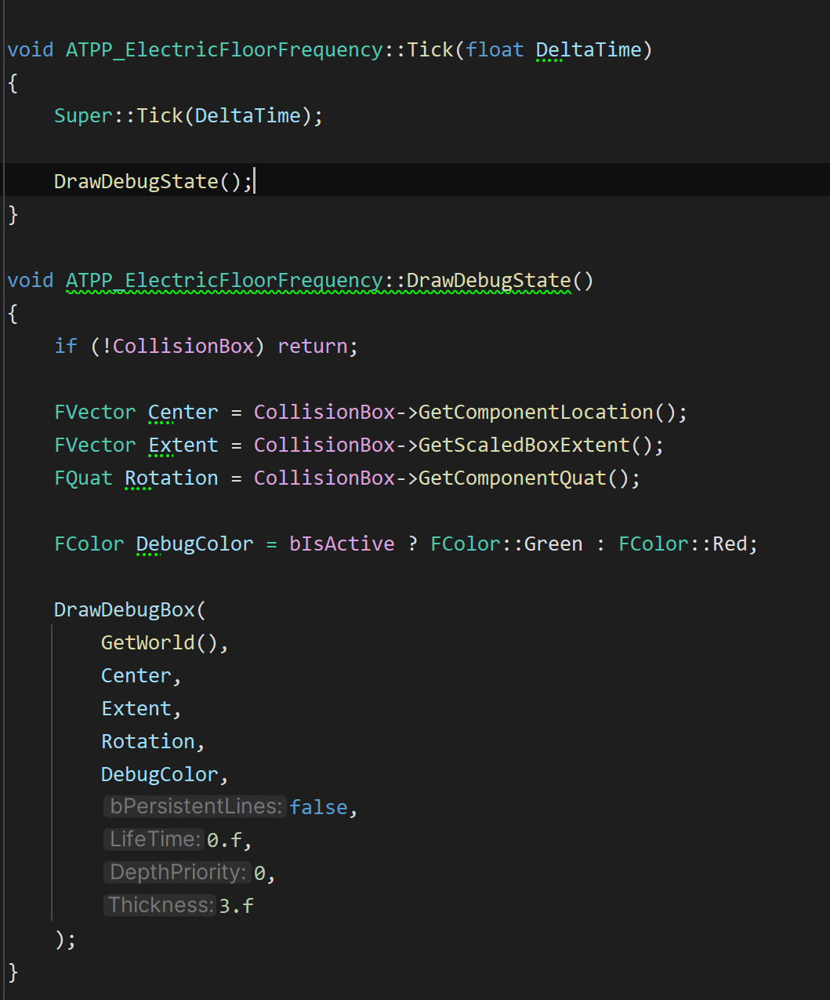 void ATPP_ElectricFloorFrequency::Tick(float DeltaTime)
{
    Super::Tick(DeltaTime);

    DrawDebugState();
}

void ATPP_ElectricFloorFrequency::DrawDebugState()
{
    if (!CollisionBox) return;

    FVector Center = CollisionBox->GetComponentLocation();
    FVector Extent = CollisionBox->GetScaledBoxExtent();
    FQuat Rotation = CollisionBox->GetComponentQuat();

    FColor DebugColor = bIsActive ? FColor::Green : FColor::Red;

    DrawDebugBox(
        GetWorld(),
        Center,
        Extent,
        Rotation,
        DebugColor,
        bPersistentLines: false,
        LifeTime: 0.f,
        DepthPriority: 0,
        Thickness: 3.f
    );
}